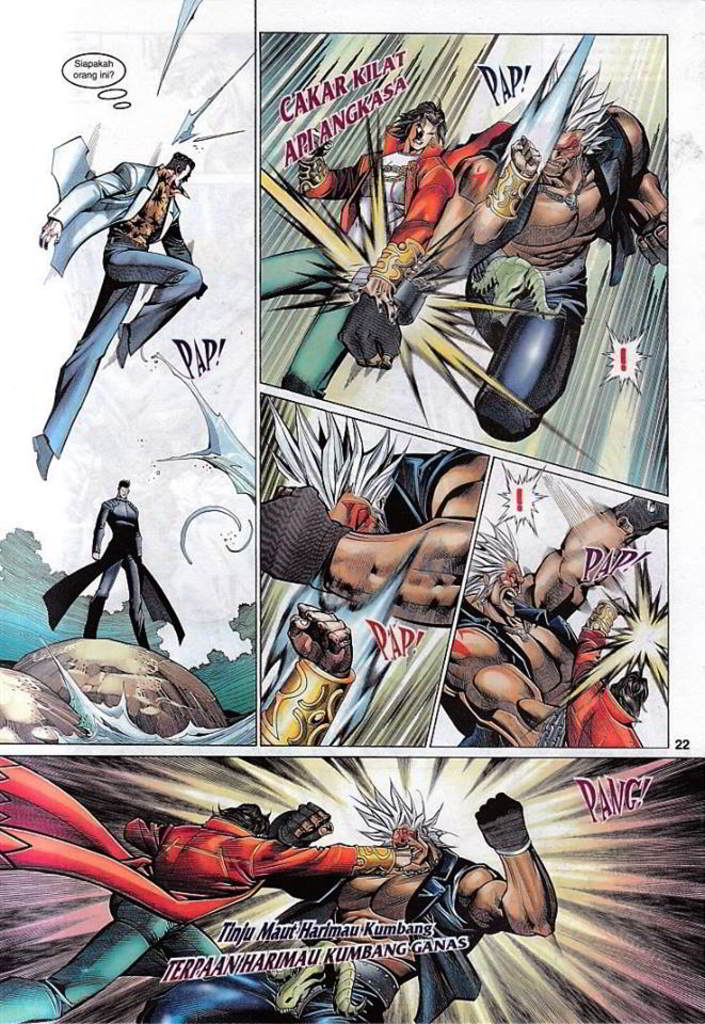 Siapakah
orang ini?
PAP!
CAKAR KILAT
API ANGKASA
PAP!
!
PAP!
!
PAP!
22
PANG!
Tinju Maut Harimau Kumbang
TERPAAN HARIMAU KUMBANG GANAS